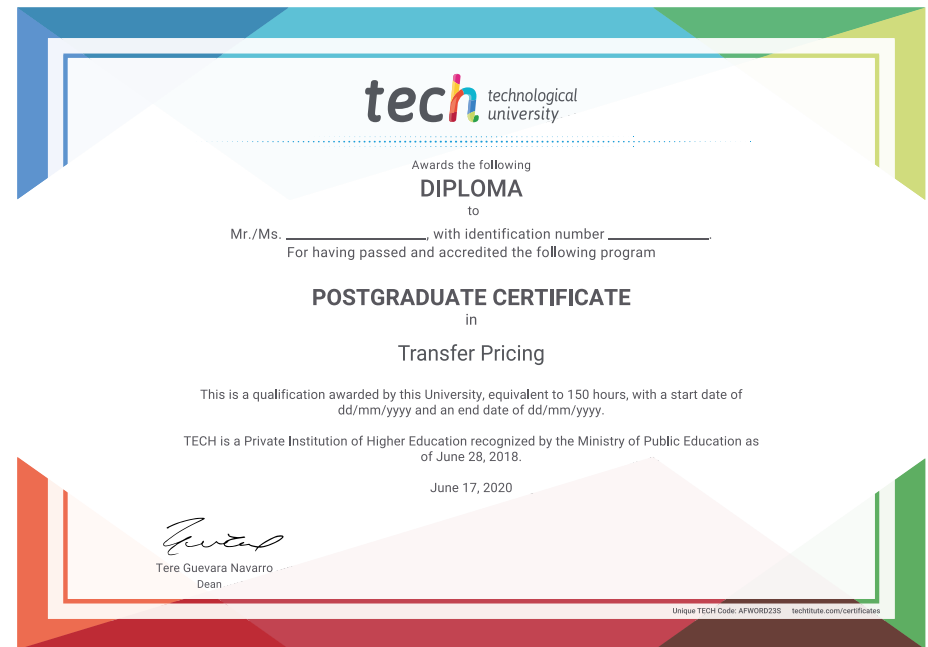 tech technological
university
Awards the following
DIPLOMA
to
Mr./Ms. ____________________, with identification number ______________.
For having passed and accredited the following program
POSTGRADUATE CERTIFICATE
in
Transfer Pricing
This is a qualification awarded by this University, equivalent to 150 hours, with a start date of
dd/mm/yyyy and an end date of dd/mm/yyyy.
TECH is a Private Institution of Higher Education recognized by the Ministry of Public Education as
of June 28, 2018.
June 17, 2020
Tere Guevara Navarro
Dean
Unique TECH Code: AFWORD23S techtitute.com/certificates